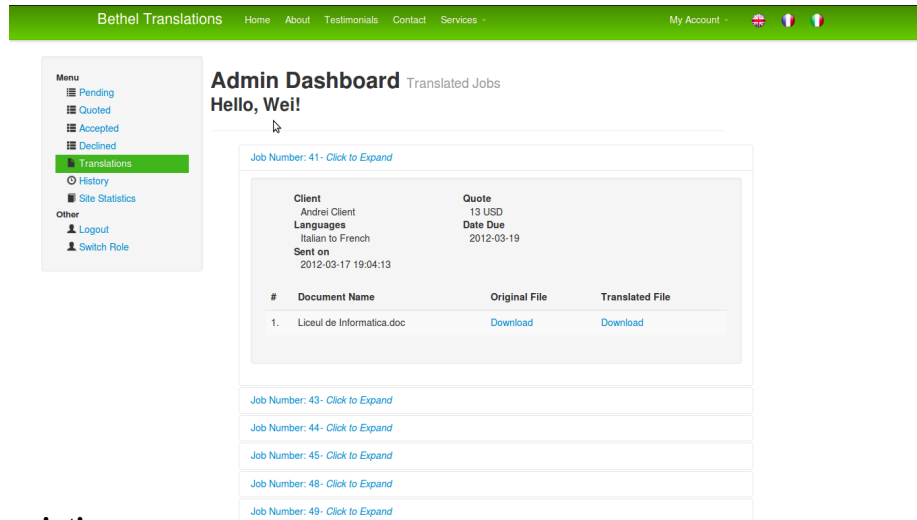 Bethel Translations Home About Testimonials Contact Services My Account
Menu
Pending
Quoted
Accepted
Declined
Translations
History
Site Statistics
Other
Logout
Switch Role
Admin Dashboard Translated Jobs
Hello, Wei!
Job Number: 41- Click to Expand
Client Quote
Andrei Client 13 USD
Languages Date Due
Italian to French 2012-03-19
Sent on
2012-03-17 19:04:13
# Document Name Original File Translated File
1. Liceul de Informatica.doc Download Download
Job Number: 43- Click to Expand
Job Number: 44- Click to Expand
Job Number: 45- Click to Expand
Job Number: 48- Click to Expand
Job Number: 49- Click to Expand